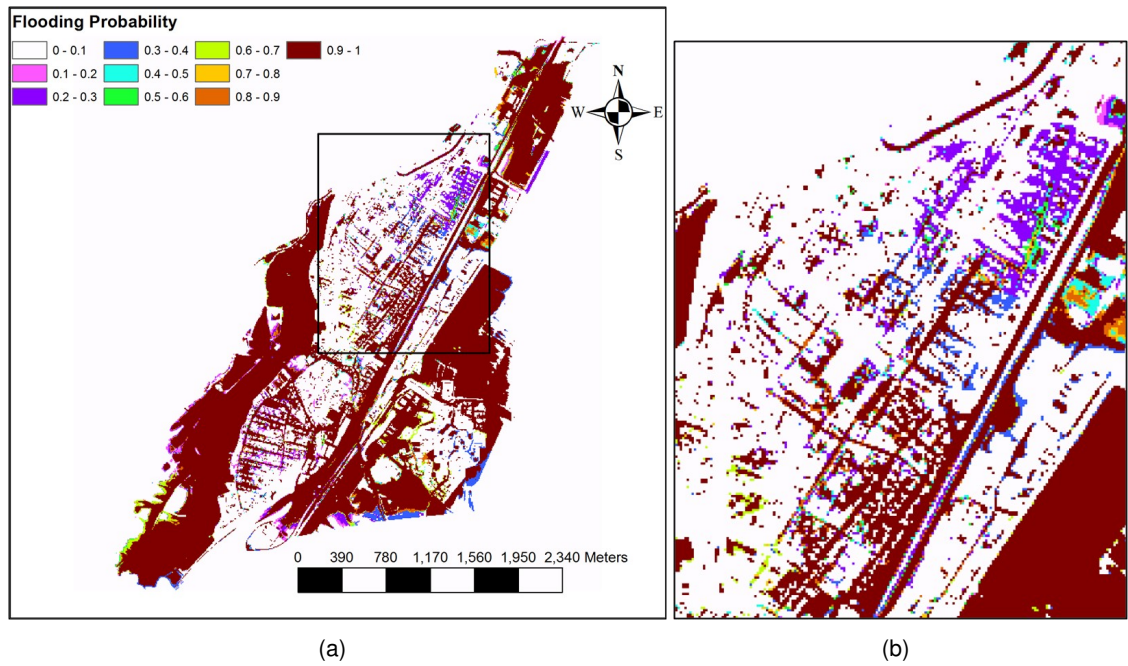 Flooding Probability
0 - 0.1 0.3 - 0.4 0.6 - 0.7 0.9 - 1
0.1 - 0.2 0.4 - 0.5 0.7 - 0.8
0.2 - 0.3 0.5 - 0.6 0.8 - 0.9
N
W E
S
0 390 780 1,170 1,560 1,950 2,340 Meters
(a) (b)